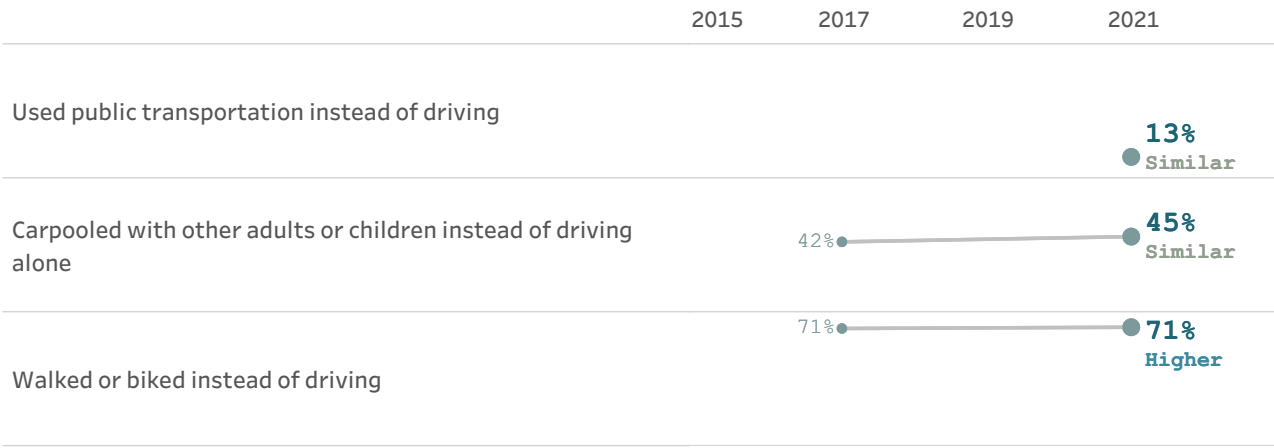 2015 2017 2019 2021
Used public transportation instead of driving
13%
Similar
Carpooled with other adults or children instead of driving
alone
42%
45%
Similar
71%
71%
Higher
Walked or biked instead of driving